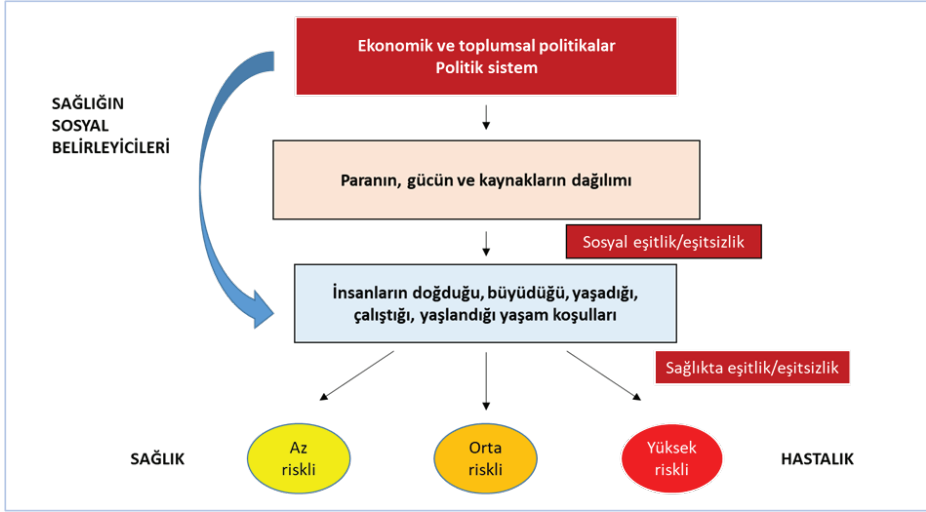 Ekonomik ve toplumsal politikalar
Politik sistem
SAĞLIĞIN
SOSYAL
BELİRLEYİCİLERİ
Paranın, gücün ve kaynakların dağılımı
Sosyal eşitlik/eşitsizlik
İnsanların doğduğu, büyüdüğü, yaşadığı,
çalıştığı, yaşlandığı yaşam koşulları
Sağlıkta eşitlik/eşitsizlik
SAĞLIK
Az
riskli
Orta
riskli
Yüksek
riskli
HASTALIK